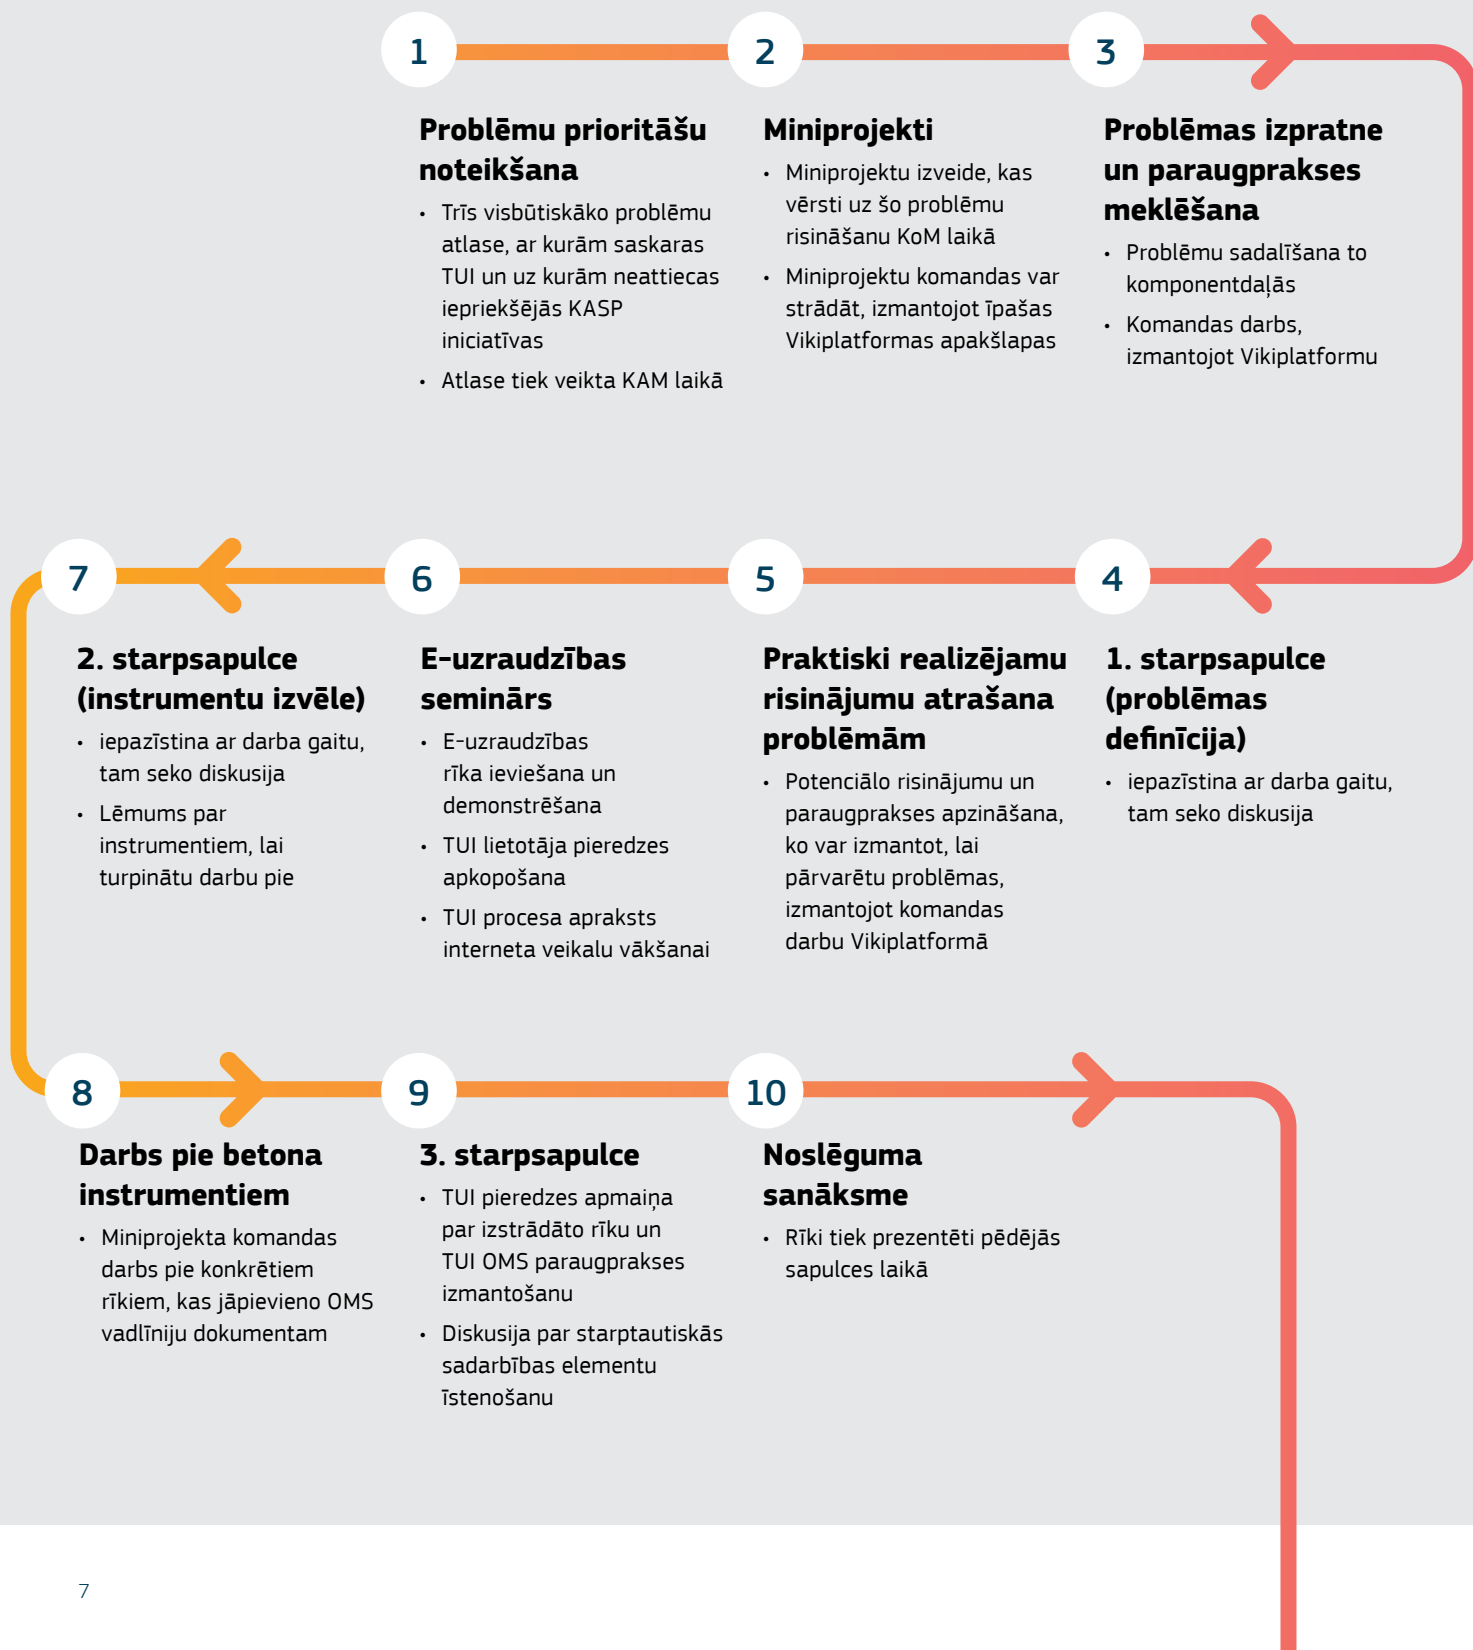 1
Problēmu prioritāšu
noteikšana
• Trīs visbūtiskāko problēmu
atlase, ar kurām saskaras
TUI un uz kurām neattiecas
iepriekšējās KASP
iniciatīvas
• Atlase tiek veikta KAM laikā
2
Miniprojekti
• Miniprojektu izveide, kas
vērsti uz šo problēmu
risināšanu KoM laikā
• Miniprojektu komandas var
strādāt, izmantojot īpašas
Vikiplatformas apakšlapas
3
Problēmas izpratne
un paraugprakses
meklēšana
• Problēmu sadalīšana to
komponentdaļās
• Komandas darbs,
izmantojot Vikiplatformu
4
1. starpsapulce
(problēmas
definīcija)
• iepazīstina ar darba gaitu,
tam seko diskusija
5
Praktiski realizējamu
risinājumu atrašana
problēmām
• Potenciālo risinājumu un
paraugprakses apzināšana,
ko var izmantot, lai
pārvarētu problēmas,
izmantojot komandas
darbu Vikiplatformā
6
E-uzraudzības
seminārs
• E-uzraudzības
rīka ieviešana un
demonstrēšana
• TUI lietotāja pieredzes
apkopošana
• TUI procesa apraksts
interneta veikalu vākšanai
7
2. starpsapulce
(instrumentu izvēle)
• iepazīstina ar darba gaitu,
tam seko diskusija
• Lēmums par
instrumentiem, lai
turpinātu darbu pie
8
Darbs pie betona
instrumentiem
• Miniprojekta komandas
darbs pie konkrētiem
rīkiem, kas jāpievieno OMS
vadlīniju dokumentam
9
3. starpsapulce
• TUI pieredzes apmaiņa
par izstrādāto rīku un
TUI OMS paraugprakses
izmantošanu
• Diskusija par starptautiskās
sadarbības elementu
īstenošanu
10
Noslēguma
sanāksme
• Rīki tiek prezentēti pēdējās
sapulces laikā
7